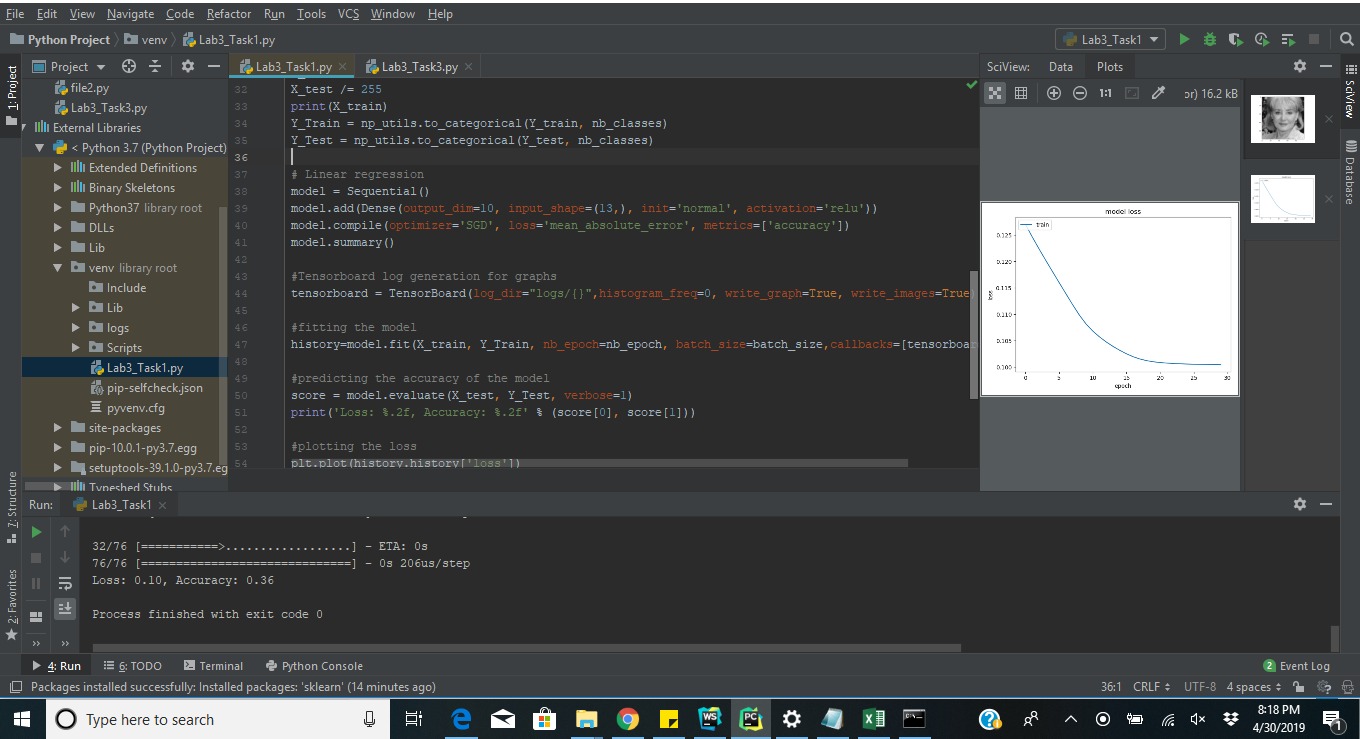 File Edit View Navigate Code Refactor Run Tools VCS Window Help
Python Project venv Lab3_Task1.py Lab3_Task1
1: Project Project Lab3_Task1.py Lab3_Task3.py SciView: Data Plots SciView
file2.py
Lab3_Task3.py
External Libraries
< Python 3.7 (Python Project)
Extended Definitions
Binary Skeletons
Python37 library root
DLLs
Lib
venv library root
Include
Lib
logs
Scripts
Lab3_Task1.py
pip-selfcheck.json
pyvenv.cfg
site-packages
pip-10.0.1-py3.7.egg
setuptools-39.1.0-py3.7.eg
Typeshed Stubs
32 X_test /= 255
33 print(X_train)
34 Y_Train = np_utils.to_categorical(Y_train, nb_classes)
35 Y_Test = np_utils.to_categorical(Y_test, nb_classes)
36
37 # Linear regression
38 model = Sequential()
39 model.add(Dense(output_dim=10, input_shape=(13,), init='normal', activation='relu'))
40 model.compile(optimizer='SGD', loss='mean_absolute_error', metrics=['accuracy'])
41 model.summary()
42
43 #Tensorboard log generation for graphs
44 tensorboard = TensorBoard(log_dir="logs/{}",histogram_freq=0, write_graph=True, write_images=True)
45
46 #fitting the model
47 history=model.fit(X_train, Y_Train, nb_epoch=nb_epoch, batch_size=batch_size,callbacks=[tensorboar
48
49 #predicting the accuracy of the model
50 score = model.evaluate(X_test, Y_Test, verbose=1)
51 print('Loss: %.2f, Accuracy: %.2f' % (score[0], score[1]))
52
53 #plotting the loss
54 plt.plot(history.history['loss'])
1:1 or) 16.2 kB
model loss
train
0.125
0.120
0.115
0.110
0.105
0.100
loss
0 5 10 15 20 25 30
epoch
Database
7: Structure
2: Favorites
Run: Lab3_Task1
32/76 [===========>..................] - ETA: 0s
76/76 [==============================] - 0s 206us/step
Loss: 0.10, Accuracy: 0.36
Process finished with exit code 0
4: Run 6: TODO Terminal Python Console 2 Event Log
Packages installed successfully: Installed packages: 'sklearn' (14 minutes ago) 36:1 CRLF UTF-8 4 spaces
Type here to search
WS PC
8:18 PM
4/30/2019
1